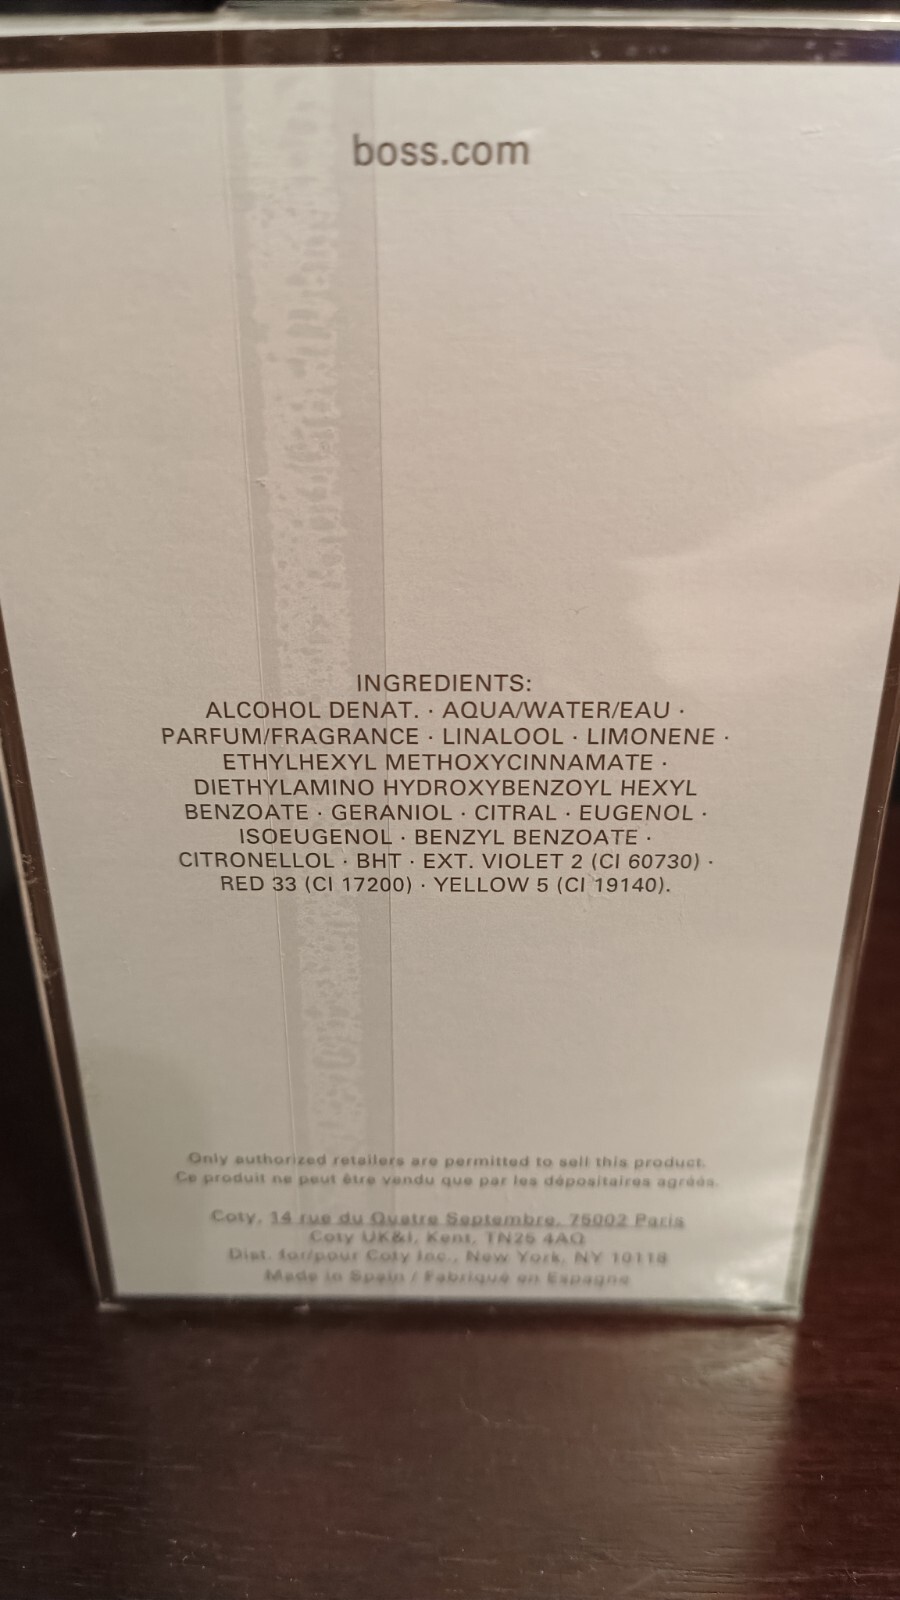 boss.com
INGREDIENTS:
ALCOHOL DENAT. · AQUA/WATER/EAU ·
PARFUM/FRAGRANCE · LINALOOL · LIMONENE ·
ETHYLHEXYL METHOXYCINNAMATE ·
DIETHYLAMINO HYDROXYBENZOYL HEXYL
BENZOATE · GERANIOL · CITRAL · EUGENOL ·
ISOEUGENOL · BENZYL BENZOATE ·
CITRONELLOL · BHT · EXT. VIOLET 2 (CI 60730) ·
RED 33 (CI 17200) · YELLOW 5 (CI 19140).
Only authorized retailers are permitted to sell this product.
Ce produit ne peut être vendu que par les dépositaires agréés.
Coty, 14 rue du Quatre Septembre, 75002 Paris
Coty UK&I, Kent, TN25 4AQ
Dist. for/pour Coty Inc., New York, NY 10118
Made in Spain / Fabriqué en Espagne